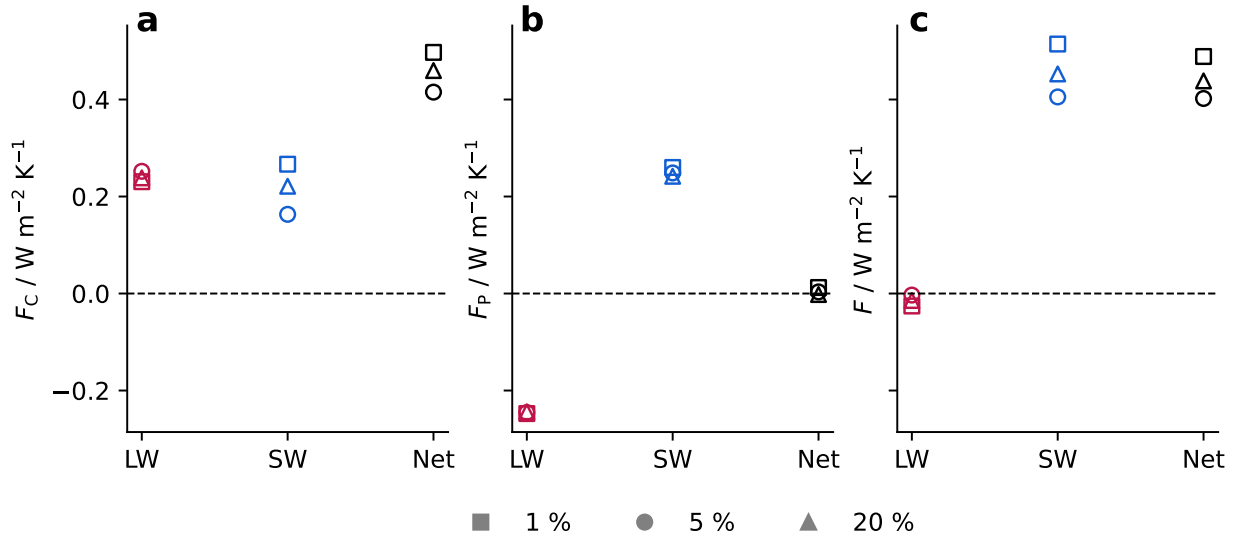 a b c
0.4
0.2
0.0
−0.2
F_C / W m⁻² K⁻¹
F_P / W m⁻² K⁻¹
F / W m⁻² K⁻¹
LW SW Net LW SW Net LW SW Net
1 % 5 % 20 %